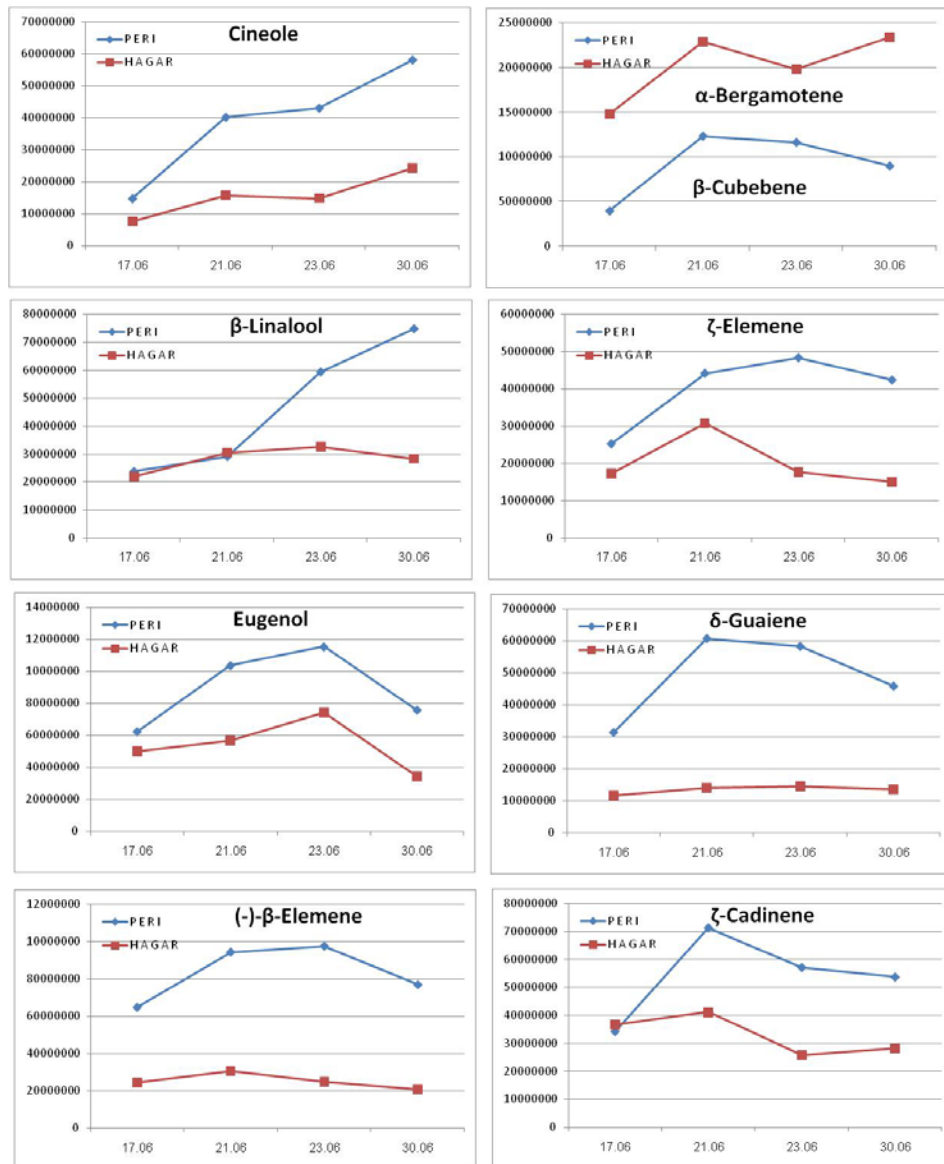 Cineole
PERI
HAGAR
70000000
60000000
50000000
40000000
30000000
20000000
10000000
0
17.06 21.06 23.06 30.06
PERI
HAGAR
α-Bergamotene
β-Cubebene
25000000
20000000
15000000
10000000
50000000
0
17.06 21.06 23.06 30.06
β-Linalool
PERI
HAGAR
80000000
70000000
60000000
50000000
40000000
30000000
20000000
10000000
0
17.06 21.06 23.06 30.06
ζ-Elemene
PERI
HAGAR
60000000
50000000
40000000
30000000
20000000
10000000
0
17.06 21.06 23.06 30.06
Eugenol
PERI
HAGAR
14000000
12000000
10000000
80000000
60000000
40000000
20000000
0
17.06 21.06 23.06 30.06
δ-Guaiene
PERI
HAGAR
70000000
60000000
50000000
40000000
30000000
20000000
10000000
0
17.06 21.06 23.06 30.06
(-)-β-Elemene
PERI
HAGAR
12000000
10000000
80000000
60000000
40000000
20000000
0
17.06 21.06 23.06 30.06
ζ-Cadinene
PERI
HAGAR
80000000
70000000
60000000
50000000
40000000
30000000
20000000
10000000
0
17.06 21.06 23.06 30.06